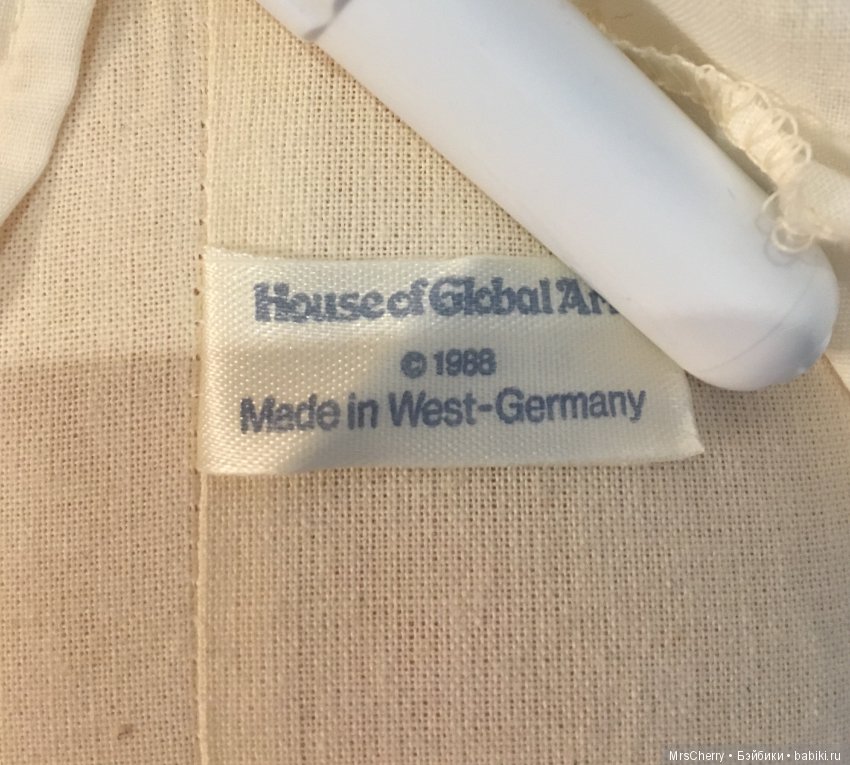 House of Global
© 1988
Made in West-Germany
MrsCherry • Бэйбики • babiki.ru